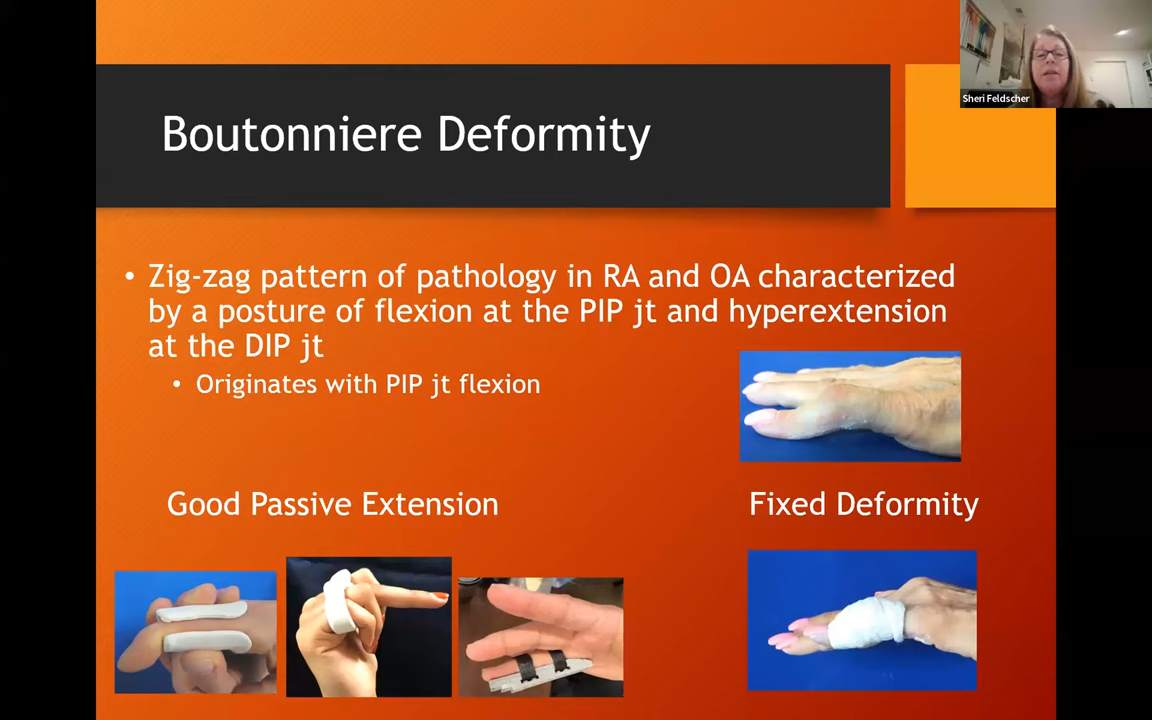 Sheri Feldscher
Boutonniere Deformity
• Zig-zag pattern of pathology in RA and OA characterized
by a posture of flexion at the PIP jt and hyperextension
at the DIP jt
• Originates with PIP jt flexion
Good Passive Extension
Fixed Deformity